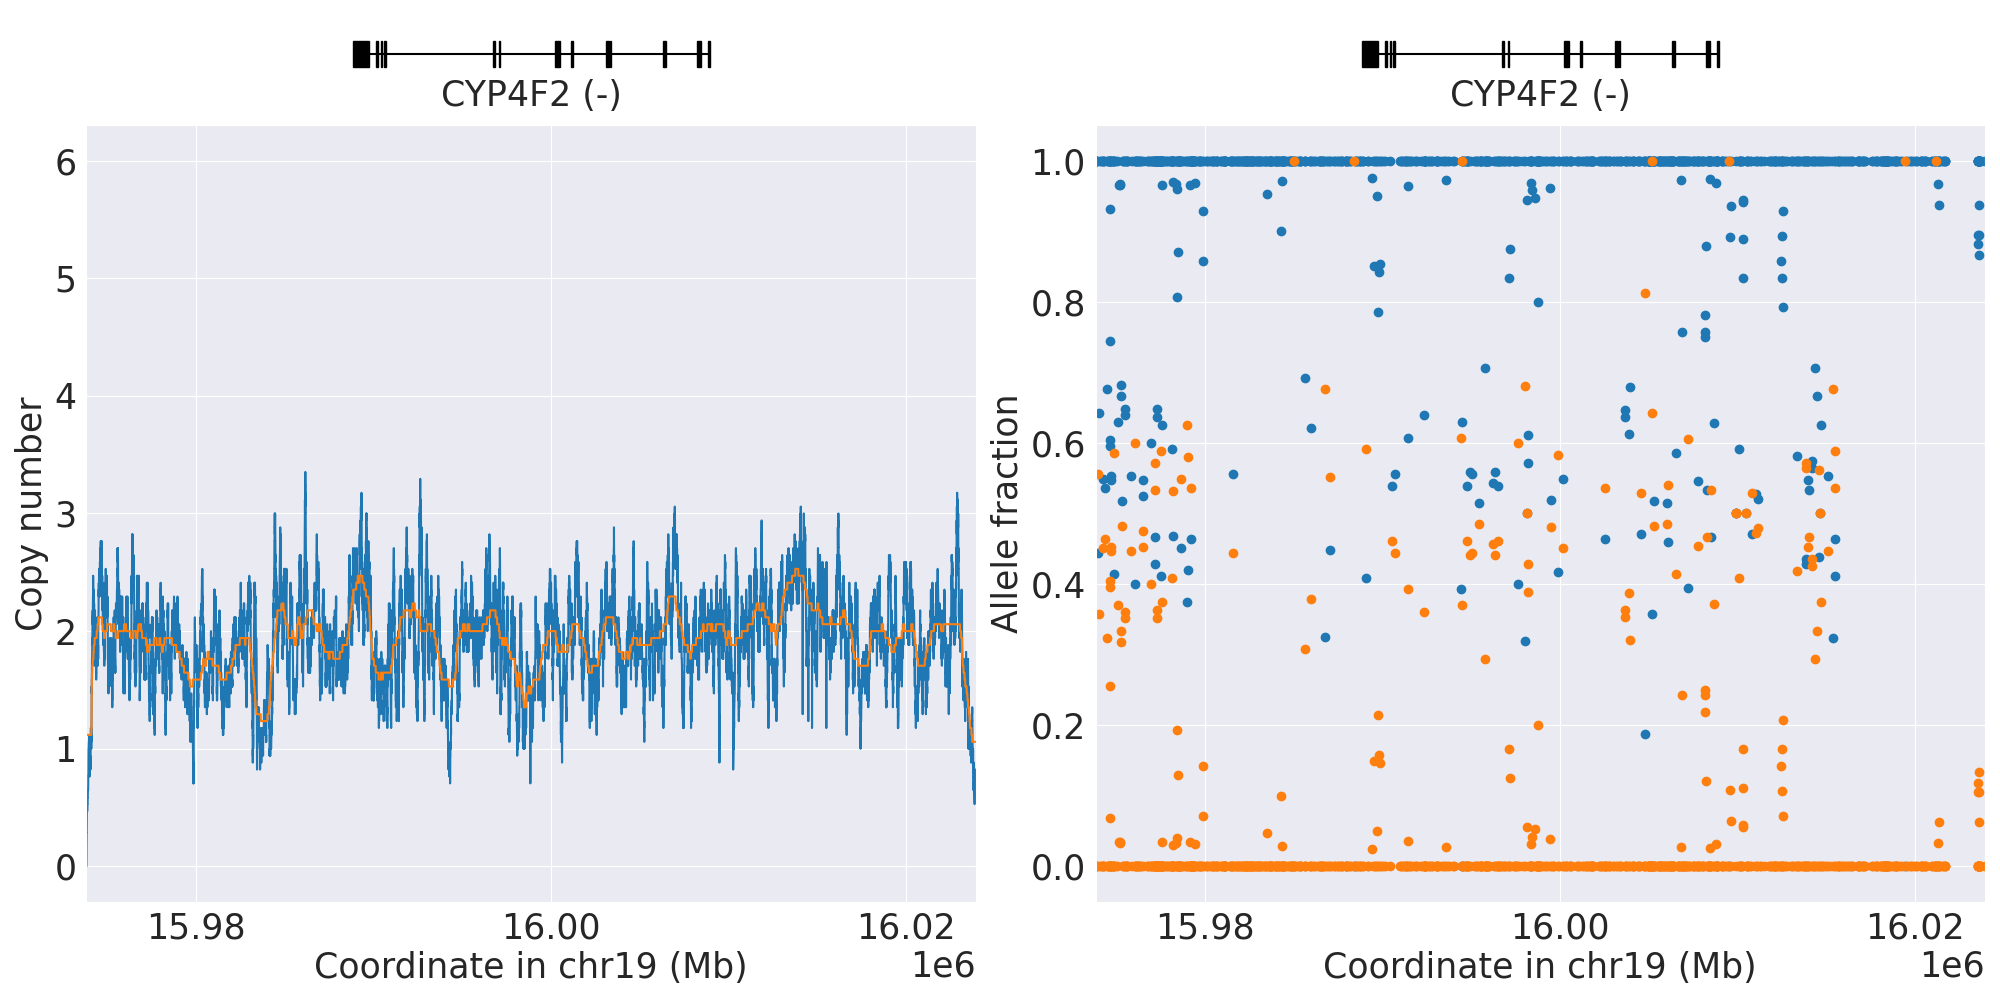 CYP4F2 (-)
6
5
4
3
2
1
0
Copy number
15.98 16.00 16.02
Coordinate in chr19 (Mb) 1e6
CYP4F2 (-)
1.0
0.8
0.6
0.4
0.2
0.0
Allele fraction
15.98 16.00 16.02
Coordinate in chr19 (Mb) 1e6